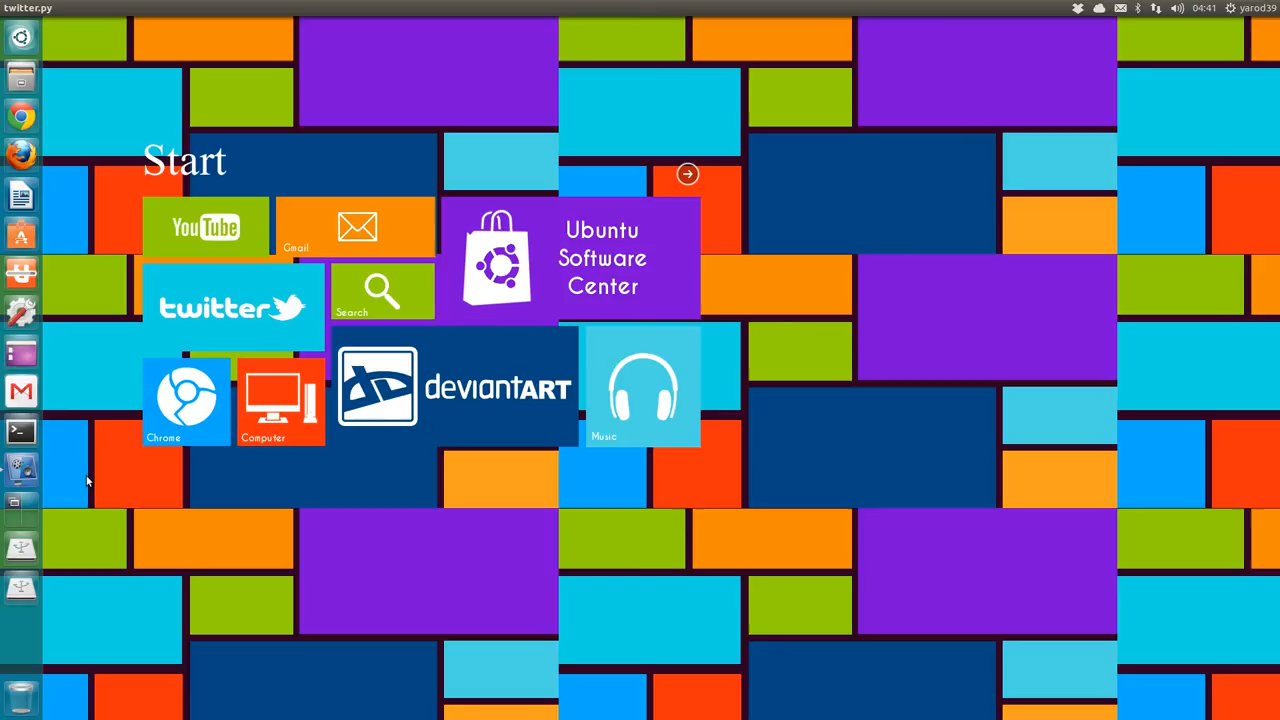 twitter.py
04:41
yarod39
Start
YouTube
Gmail
Ubuntu
Software
Center
twitter
Search
deviantART
Chrome
Computer
Music